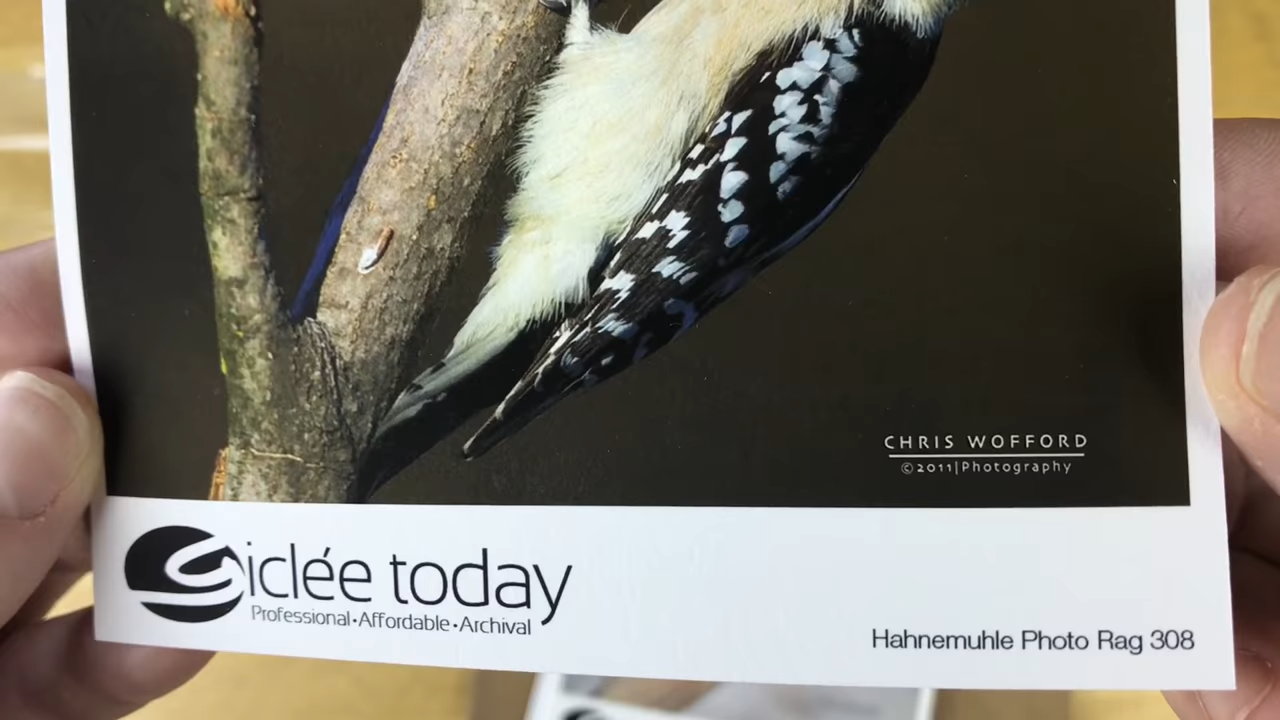 CHRIS WOFFORD
©2011|Photography
Giclée today
Professional•Affordable•Archival
Hahnemuhle Photo Rag 308